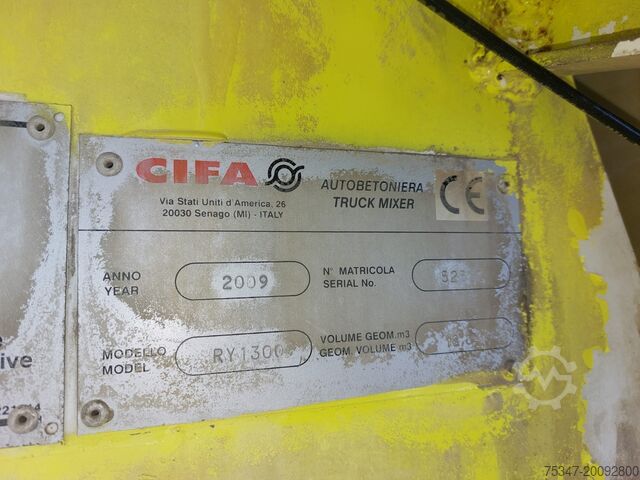 CIFA
Via Stati Uniti d'America, 26
20030 Senago (MI) - ITALY
AUTOBETONIERA
TRUCK MIXER
CE
ANNO
YEAR
2009
N° MATRICOLA
SERIAL No.
MODELLO
MODEL
RY1300
VOLUME GEOM.m3
GEOM. VOLUME m3
75347-20092800